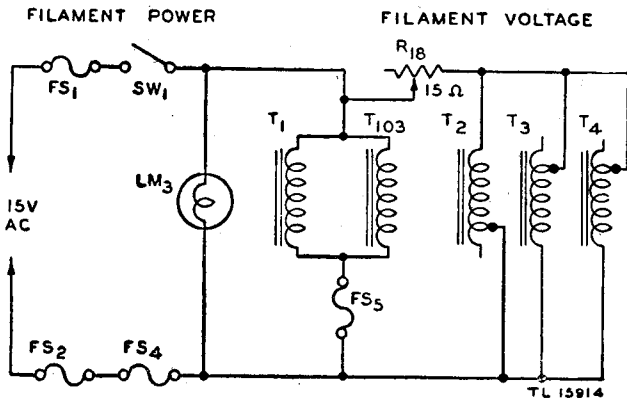 FILAMENT POWER
FILAMENT VOLTAGE
FS1
SW1
R18
15 Ω
T1
T103
T2
T3
T4
LM3
15V
AC
FS5
FS2
FS4
TL 15914